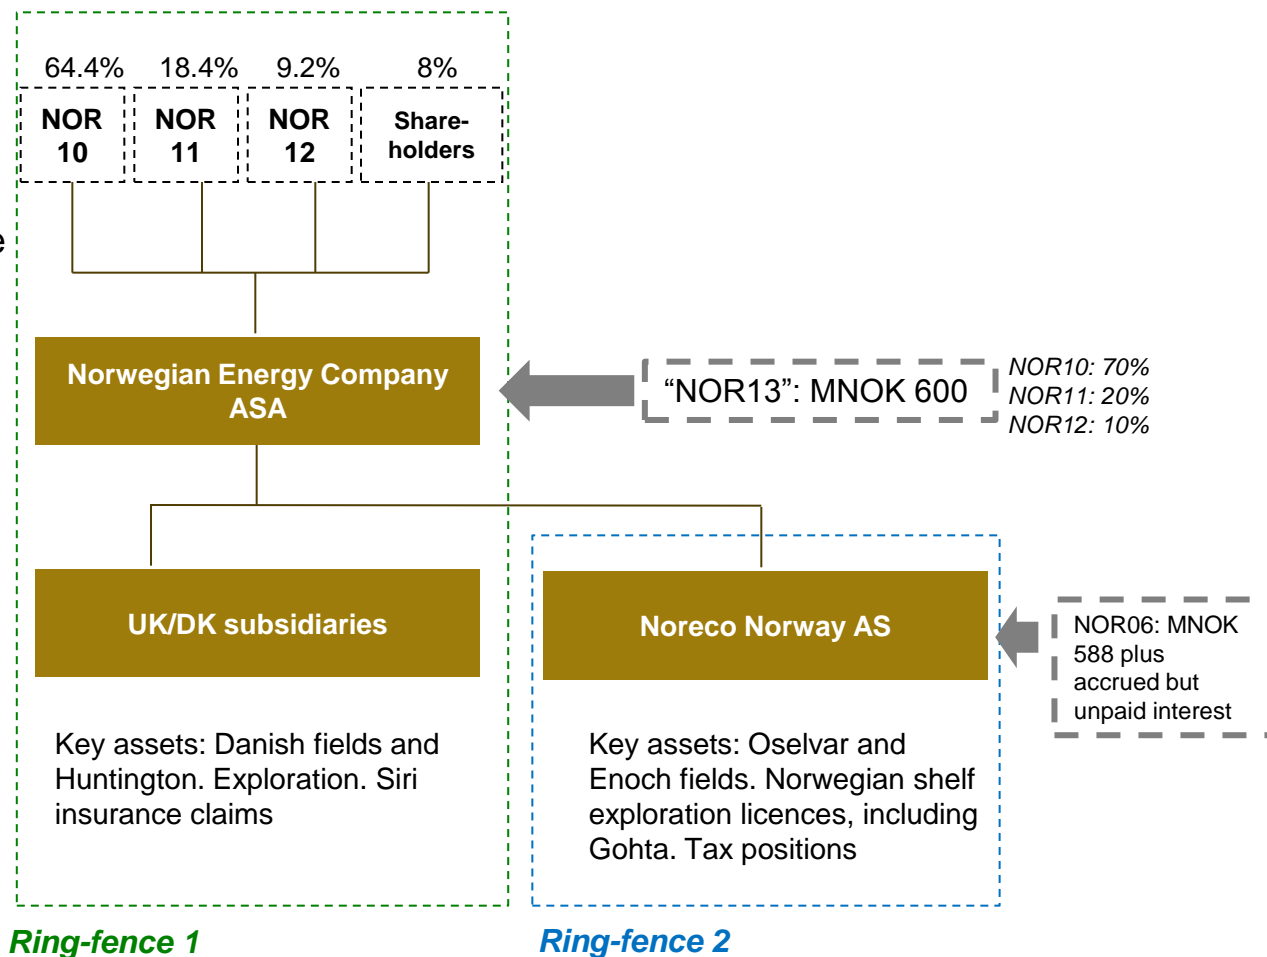 64.4% 18.4% 9.2% 8%
NOR NOR NOR Share-
10 11 12 holders
e
Norwegian Energy Company
ASA
“NOR13”: MNOK 600
NOR10: 70%
NOR11: 20%
NOR12: 10%
UK/DK subsidiaries
Noreco Norway AS
NOR06: MNOK
588 plus
accrued but
unpaid interest
Key assets: Danish fields and
Huntington. Exploration. Siri
insurance claims
Key assets: Oselvar and
Enoch fields. Norwegian shelf
exploration licences, including
Gohta. Tax positions
Ring-fence 1
Ring-fence 2